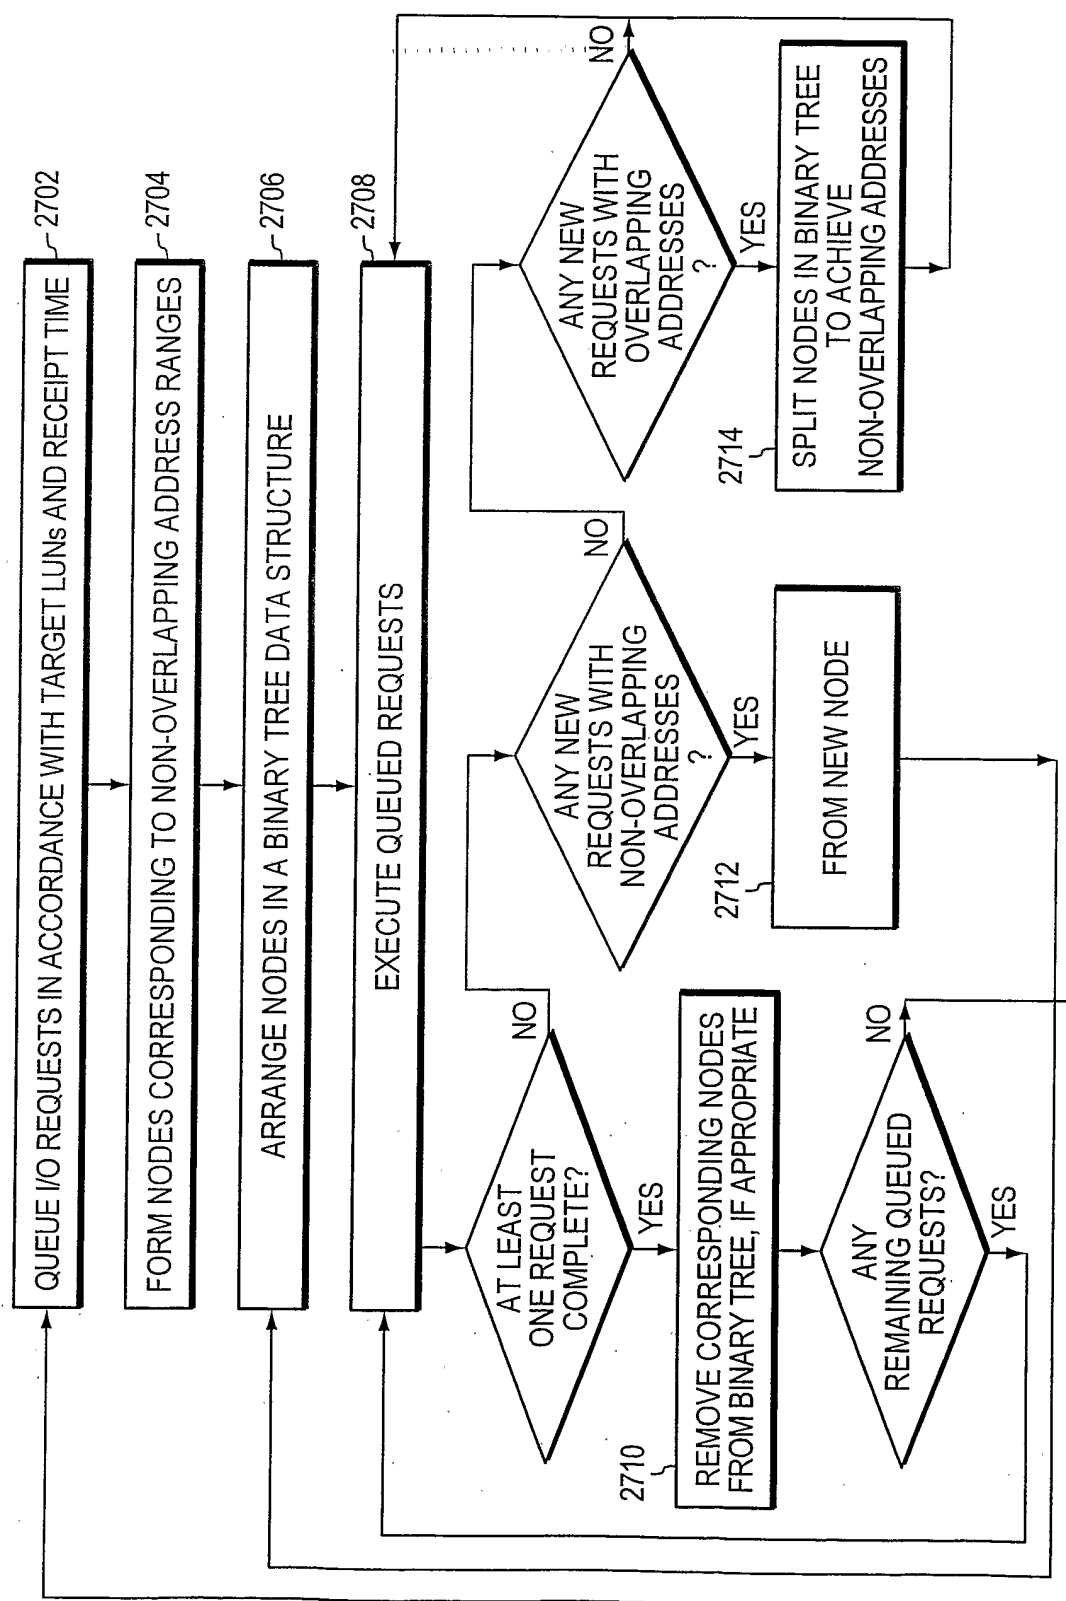 QUEUE I/O REQUESTS IN ACCORDANCE WITH TARGET LUNs AND RECEIPT TIME
2702
FORM NODES CORRESPONDING TO NON-OVERLAPPING ADDRESS RANGES
2704
ARRANGE NODES IN A BINARY TREE DATA STRUCTURE
2706
EXECUTE QUEUED REQUESTS
2708
AT LEAST
ONE REQUEST
COMPLETE?
NO
YES
2710
REMOVE CORRESPONDING NODES
FROM BINARY TREE, IF APPROPRIATE
ANY
REMAINING QUEUED
REQUESTS?
NO
YES
ANY NEW
REQUESTS WITH
NON-OVERLAPPING
ADDRESSES
?
NO
YES
2712
FROM NEW NODE
ANY NEW
REQUESTS WITH
OVERLAPPING
ADDRESSES
?
NO
YES
2714
SPLIT NODES IN BINARY TREE
TO ACHIEVE
NON-OVERLAPPING ADDRESSES